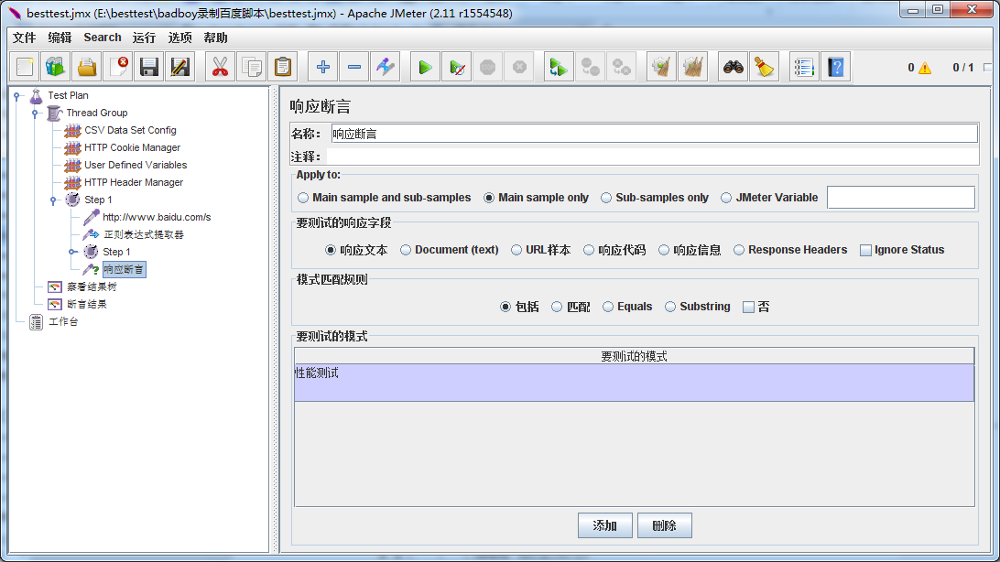 besttest.jmx (E:\besttest\badboy录制百度脚本\besttest.jmx) - Apache JMeter (2.11 r1554548)
文件 编辑 Search 运行 选项 帮助
0 0 / 1
Test Plan
Thread Group
CSV Data Set Config
HTTP Cookie Manager
User Defined Variables
HTTP Header Manager
Step 1
http://www.baidu.com/s
正则表达式提取器
Step 1
响应断言
察看结果树
断言结果
工作台
响应断言
名称： 响应断言
注释：
Apply to:
Main sample and sub-samples Main sample only Sub-samples only JMeter Variable
要测试的响应字段
响应文本 Document (text) URL样本 响应代码 响应信息 Response Headers Ignore Status
模式匹配规则
包括 匹配 Equals Substring 否
要测试的模式
要测试的模式
性能测试
添加 删除